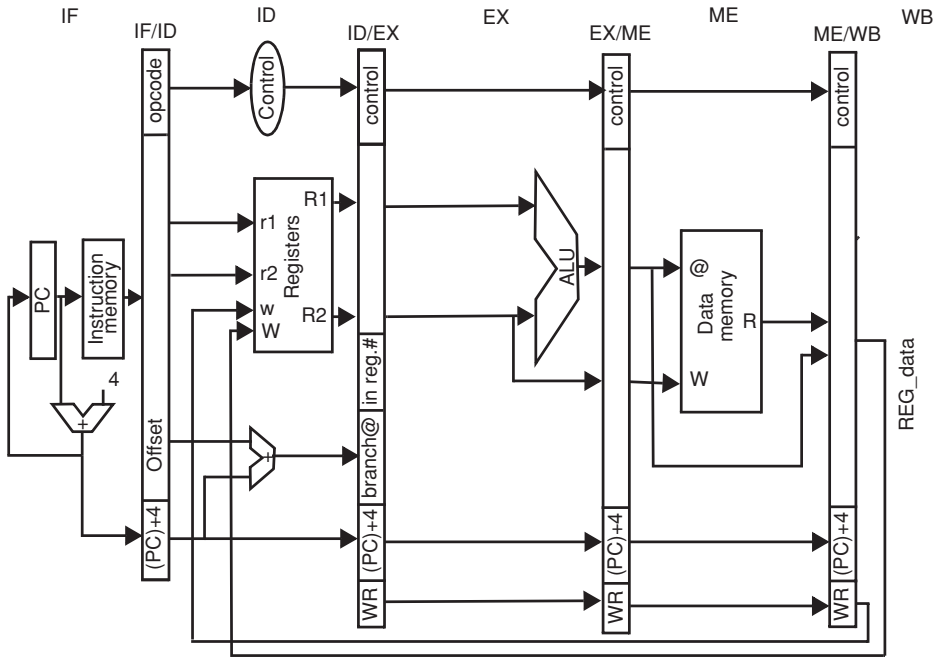 IF
ID
EX
ME
WB
IF/ID
ID/EX
EX/ME
ME/WB
opcode
Control
control
control
control
PC
Instruction
memory
4
+
r1
r2
w
W
Registers
R1
R2
ALU
@
Data
memory
R
W
REG_data
in reg.#
Offset
+
branch@
(PC)+4
(PC)+4
(PC)+4
(PC)+4
WR
WR
WR